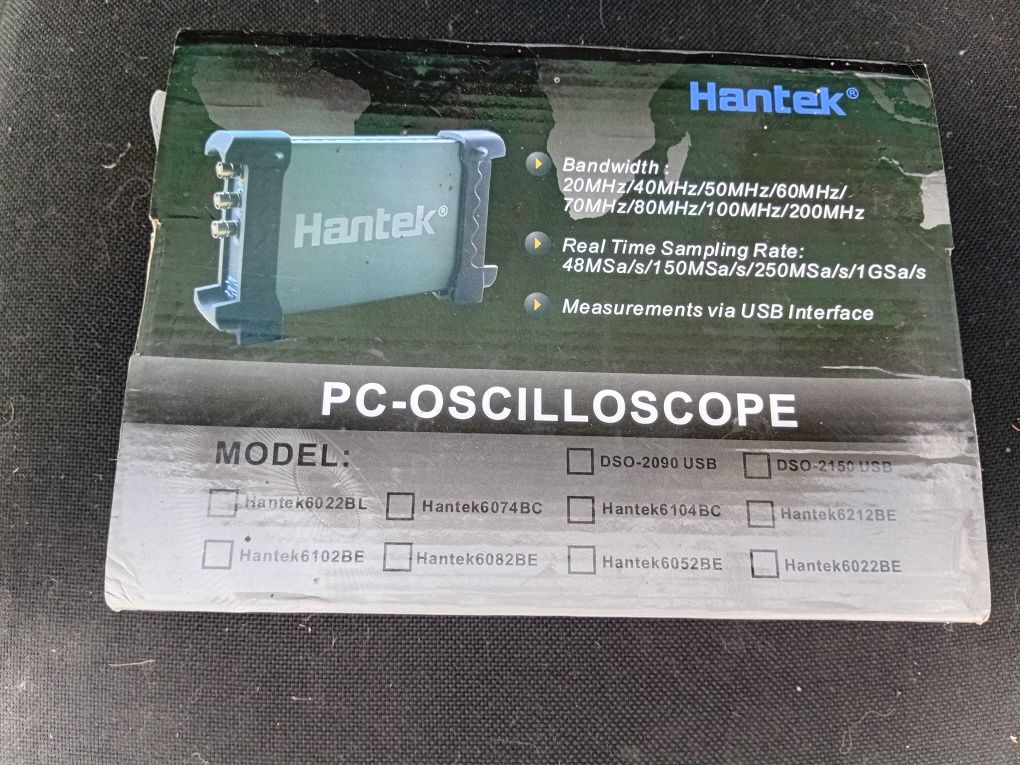 Hantek®
Hantek®
Bandwidth :
20MHz/40MHz/50MHz/60MHz/
70MHz/80MHz/100MHz/200MHz
Real Time Sampling Rate:
48MSa/s/150MSa/s/250MSa/s/1GSa/s
Measurements via USB Interface
PC-OSCILLOSCOPE
MODEL:
DSO-2090 USB DSO-2150 USB
Hantek6022BL Hantek6074BC Hantek6104BC Hantek6212BE
Hantek6102BE Hantek6082BE Hantek6052BE Hantek6022BE